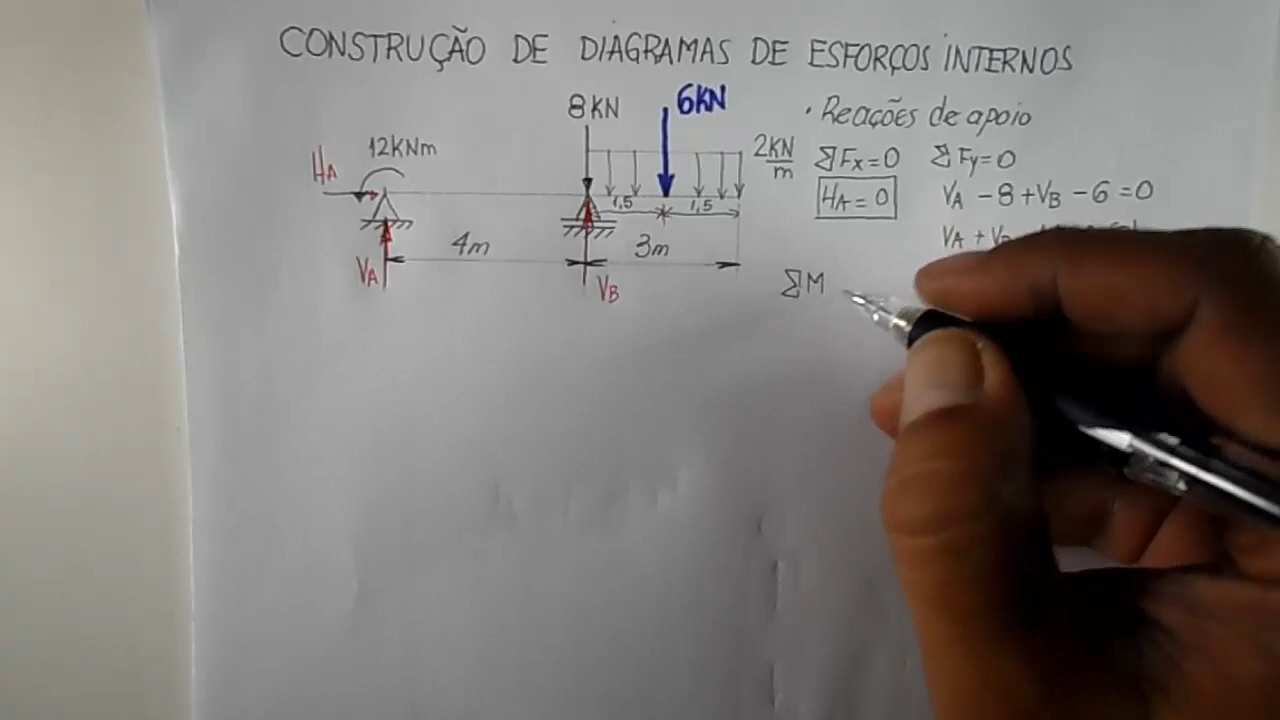 CONSTRUÇÃO DE DIAGRAMAS DE ESFORÇOS INTERNOS
8KN
6KN
• Reações de apoio
12KNm
HA
2KN/m
ΣFx=0 ΣFy=0
HA=0
VA-8+VB-6=0
1,5 1,5
VA+
4m
3m
VA
VB
ΣM